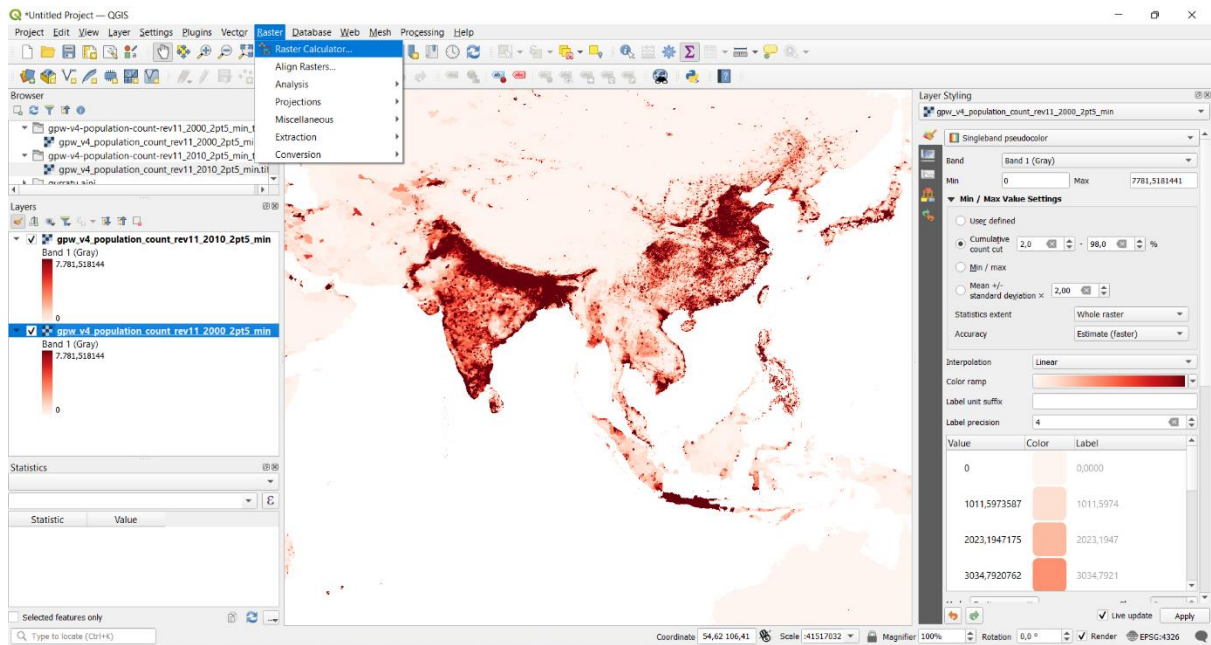 *Untitled Project — QGIS
Project Edit View Layer Settings Plugins Vector Raster Database Web Mesh Processing Help
Raster Calculator...
Align Rasters...
Analysis
Projections
Miscellaneous
Extraction
Conversion
Browser
gpw-v4-population-count-rev11_2000_2pt5_min_t
gpw_v4_population_count_rev11_2000_2pt5_mi
gpw-v4-population-count-rev11_2010_2pt5_min_t
gpw_v4_population_count_rev11_2010_2pt5_min.tif
Layers
gpw_v4_population_count_rev11_2010_2pt5_min
Band 1 (Gray)
7.781,518144
0
gpw_v4_population_count_rev11_2000_2pt5_min
Band 1 (Gray)
7.781,518144
0
Statistics
Statistic Value
Selected features only
Layer Styling
gpw_v4_population_count_rev11_2000_2pt5_min
Singleband pseudocolor
Band Band 1 (Gray)
Min 0 Max 7781,5181441
Min / Max Value Settings
User defined
Cumulative count cut 2,0 - 98,0 %
Min / max
Mean +/- standard deviation × 2,00
Statistics extent Whole raster
Accuracy Estimate (faster)
Interpolation Linear
Color ramp
Label unit suffix
Label precision 4
Value Color Label
0 0,0000
1011,5973587 1011,5974
2023,1947175 2023,1947
3034,7920762 3034,7921
Live update Apply
Type to locate (Ctrl+K) Coordinate 54,62 106,41 Scale :41517032 Magnifier 100% Rotation 0,0 ° Render EPSG:4326